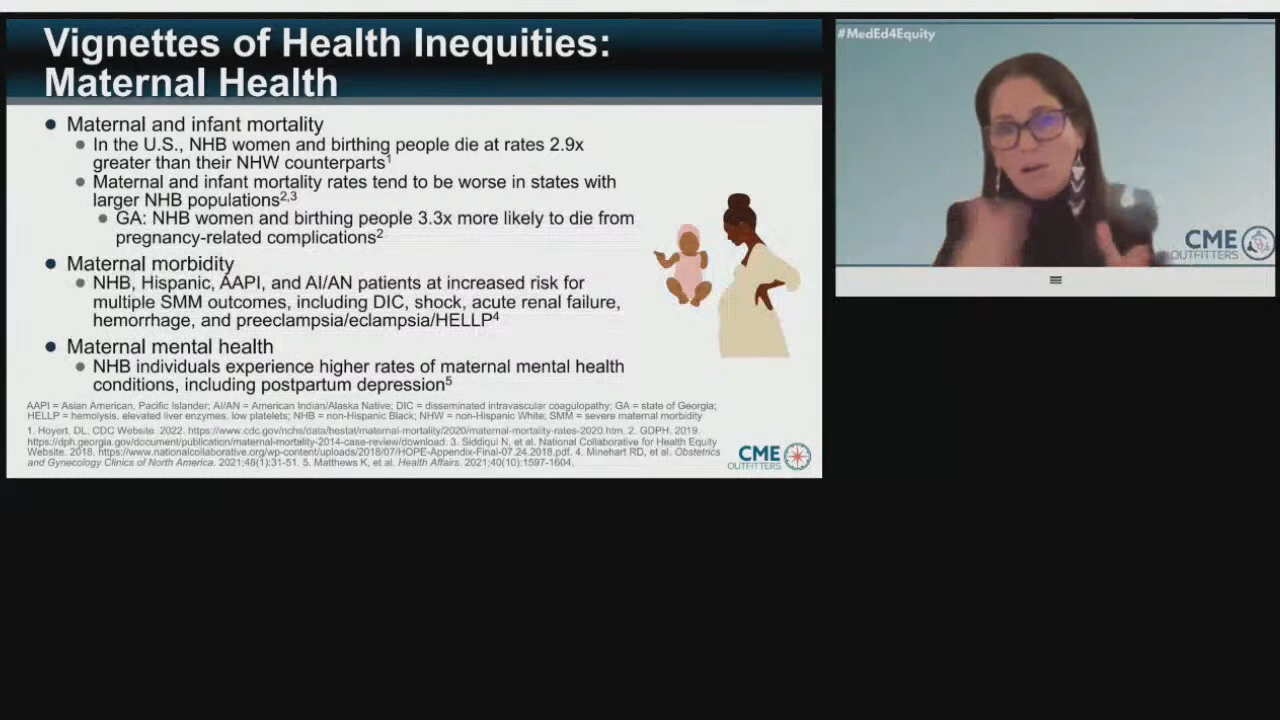 Vignettes of Health Inequities:
Maternal Health
● Maternal and infant mortality
● In the U.S., NHB women and birthing people die at rates 2.9x
greater than their NHW counterparts1
● Maternal and infant mortality rates tend to be worse in states with
larger NHB populations2,3
● GA: NHB women and birthing people 3.3x more likely to die from
pregnancy-related complications2
● Maternal morbidity
● NHB, Hispanic, AAPI, and AI/AN patients at increased risk for
multiple SMM outcomes, including DIC, shock, acute renal failure,
hemorrhage, and preeclampsia/eclampsia/HELLP4
● Maternal mental health
● NHB individuals experience higher rates of maternal mental health
conditions, including postpartum depression5
AAPI = Asian American, Pacific Islander; AI/AN = American Indian/Alaska Native; DIC = disseminated intravascular coagulopathy; GA = state of Georgia;
HELLP = hemolysis, elevated liver enzymes, low platelets; NHB = non-Hispanic Black; NHW = non-Hispanic White; SMM = severe maternal morbidity
1. Hoyert, DL, CDC Website. 2022. https://www.cdc.gov/nchs/data/hestat/maternal-mortality/2020/maternal-mortality-rates-2020.htm. 2. GDPH. 2019.
https://dph.georgia.gov/document/publication/maternal-mortality-2014-case-review/download. 3. Siddiqui N, et al. National Collaborative for Health Equity
Website. 2018. https://www.nationalcollaborative.org/wp-content/uploads/2018/07/HOPE-Appendix-Final-07.24.2018.pdf. 4. Minehart RD, et al. Obstetrics
and Gynecology Clinics of North America. 2021;48(1):31-51. 5. Matthews K, et al. Health Affairs. 2021;40(10):1597-1604.
CME
OUTFITTERS
#MedEd4Equity
CME
OUTFITTERS